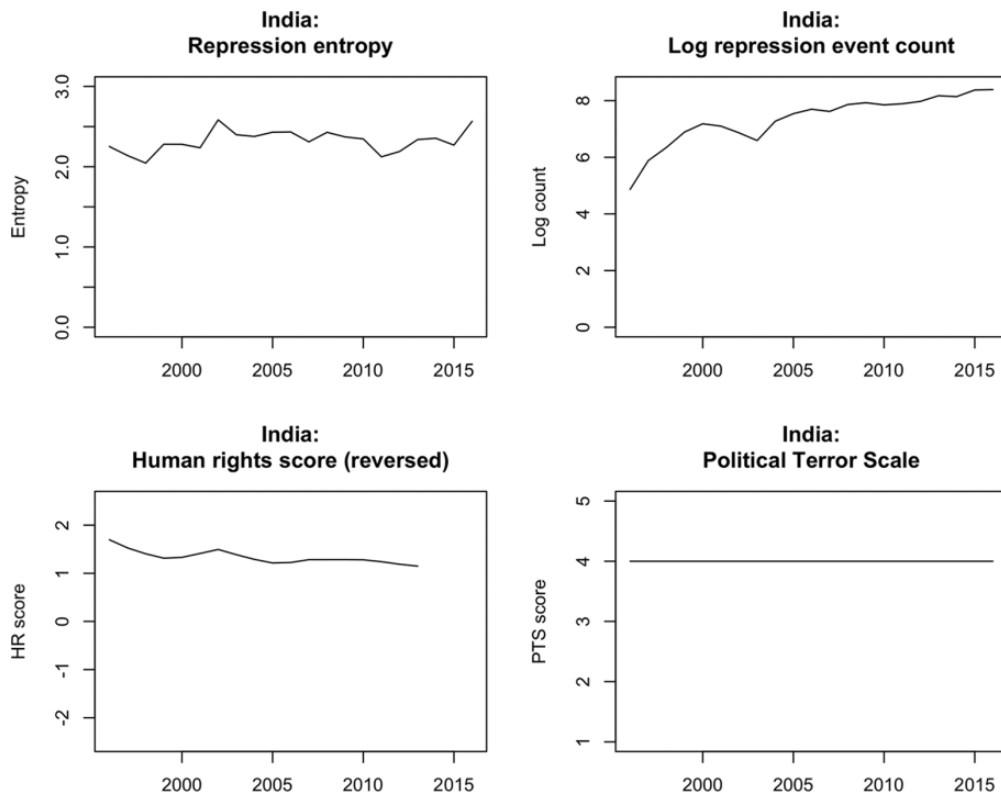 India:
Repression entropy
Entropy
3.0
2.0
1.0
0.0
2000 2005 2010 2015
India:
Log repression event count
Log count
8
6
4
2
0
2000 2005 2010 2015
India:
Human rights score (reversed)
HR score
2
1
0
-1
-2
2000 2005 2010 2015
India:
Political Terror Scale
PTS score
5
4
3
2
1
2000 2005 2010 2015